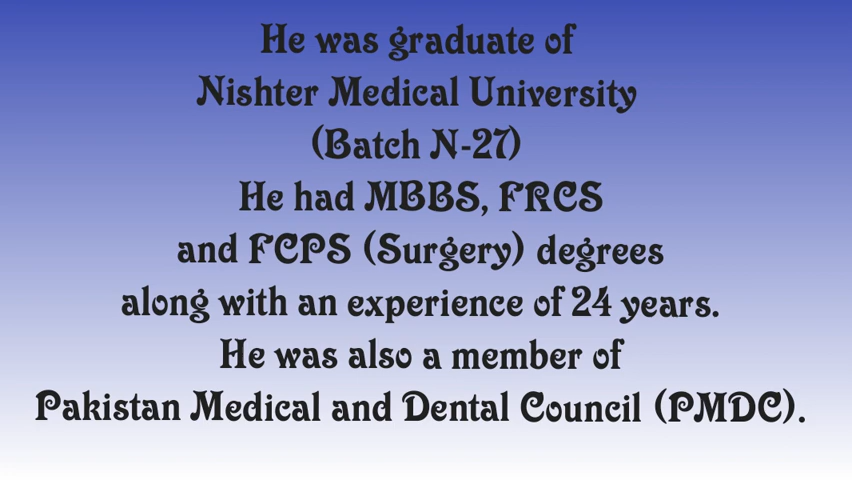 He was graduate of
Nishter Medical University
(Batch N-27)
He had MBBS, FRCS
and FCPS (Surgery) degrees
along with an experience of 24 years.
He was also a member of
Pakistan Medical and Dental Council (PMDC).